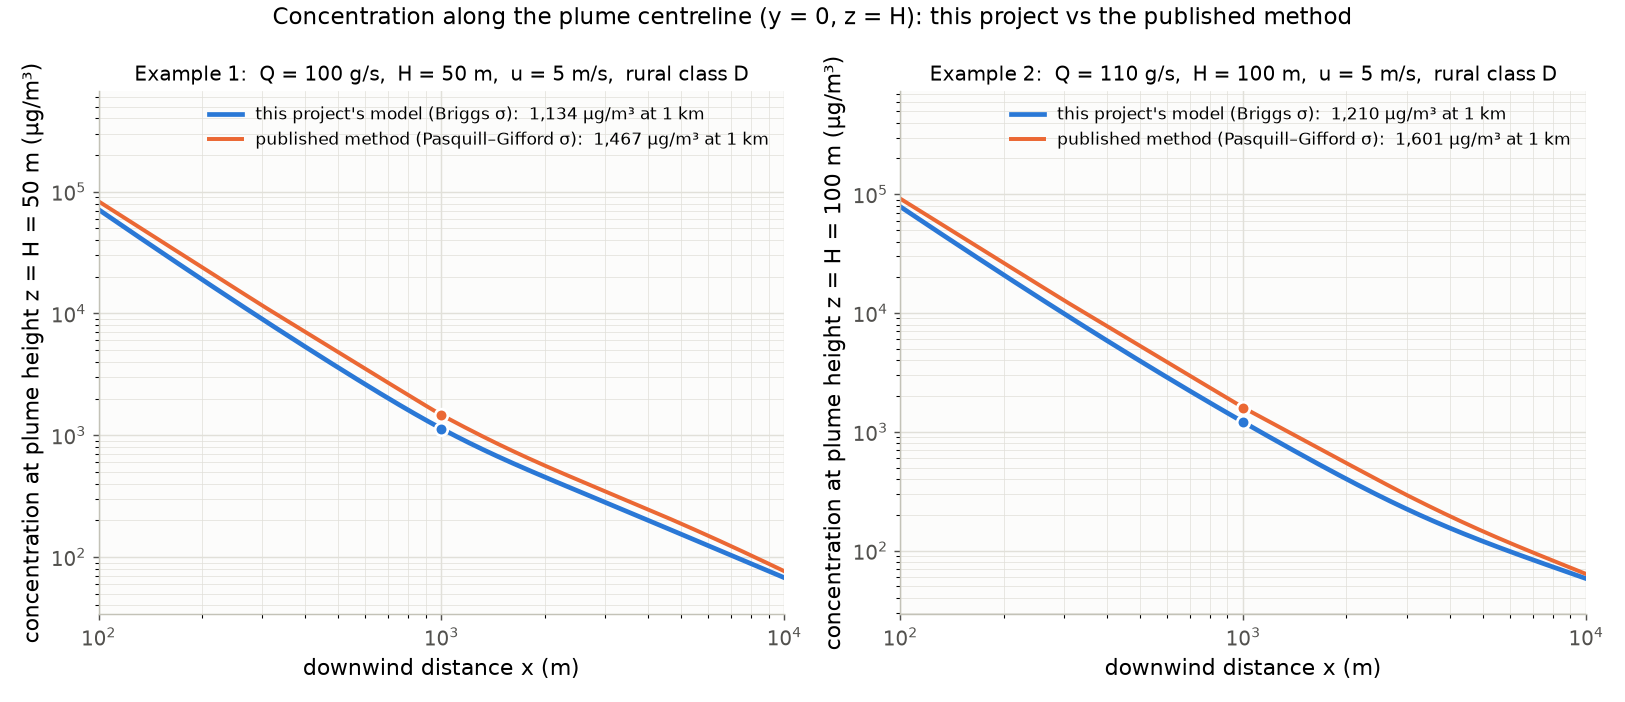 Concentration along the plume centreline (y = 0, z = H): this project vs the published method
Example 1:  Q = 100 g/s,  H = 50 m,  u = 5 m/s,  rural class D
this project's model (Briggs σ):  1,134 µg/m³ at 1 km
published method (Pasquill–Gifford σ):  1,467 µg/m³ at 1 km
concentration at plume height z = H = 50 m (µg/m³)
10⁵
10⁴
10³
10²
10² 10³ 10⁴
downwind distance x (m)
Example 2:  Q = 110 g/s,  H = 100 m,  u = 5 m/s,  rural class D
this project's model (Briggs σ):  1,210 µg/m³ at 1 km
published method (Pasquill–Gifford σ):  1,601 µg/m³ at 1 km
concentration at plume height z = H = 100 m (µg/m³)
10⁵
10⁴
10³
10²
10² 10³ 10⁴
downwind distance x (m)